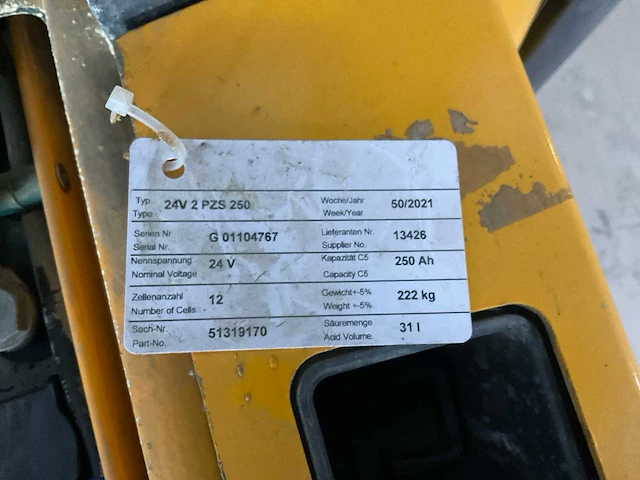 Typ 24V 2 PZS 250 Woche/Jahr 50/2021
Type Week/Year
Serien Nr G 01104767 Lieferanten Nr. 13426
Serial Nr. Supplier No.
Nennspannung 24 V Kapazität C5 250 Ah
Nominal Voltage Capacity C5
Zellenanzahl 12 Gewicht+-5% 222 kg
Number of Cells Weight +-5%
Sach-Nr. 51319170 Säuremenge 31 l
Part-No. Acid Volume.